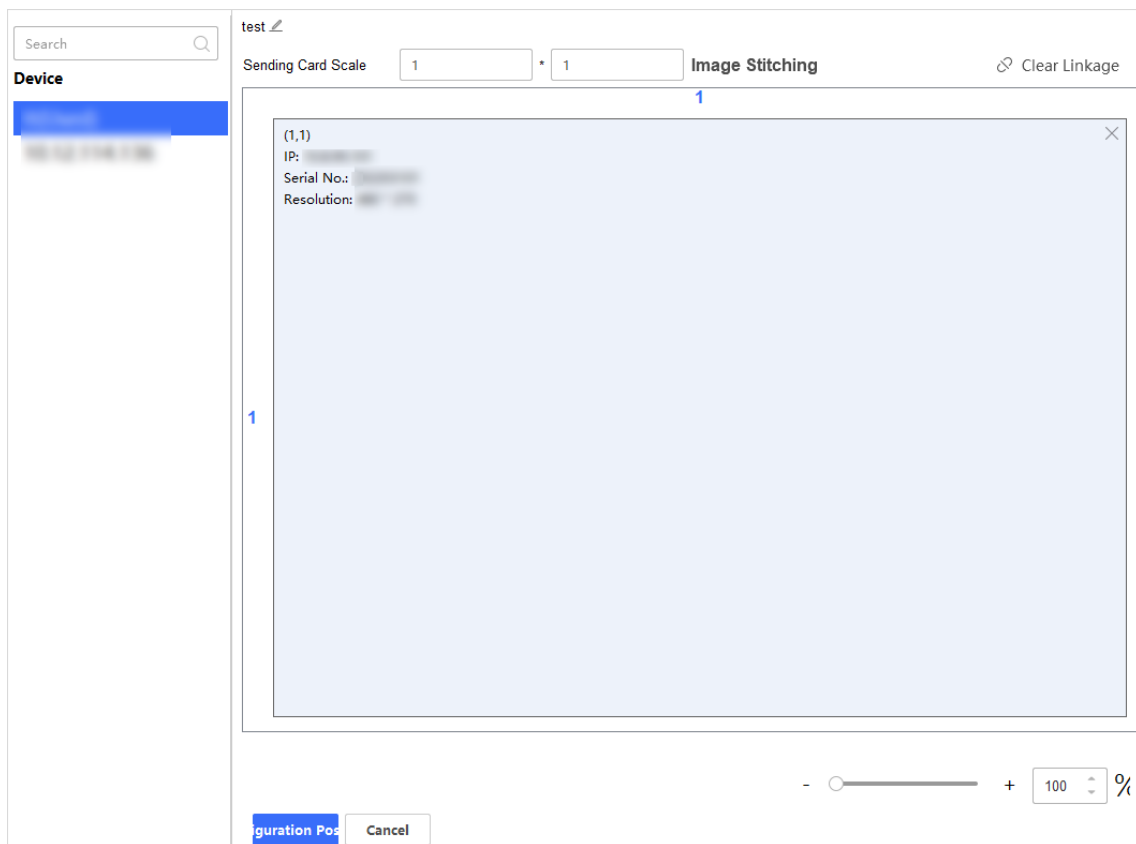 Search
Device
test
Sending Card Scale 1 * 1 Image Stitching Clear Linkage
1
(1,1)
IP:
Serial No.:
Resolution:
1
- + 100 %
iguration Pos Cancel